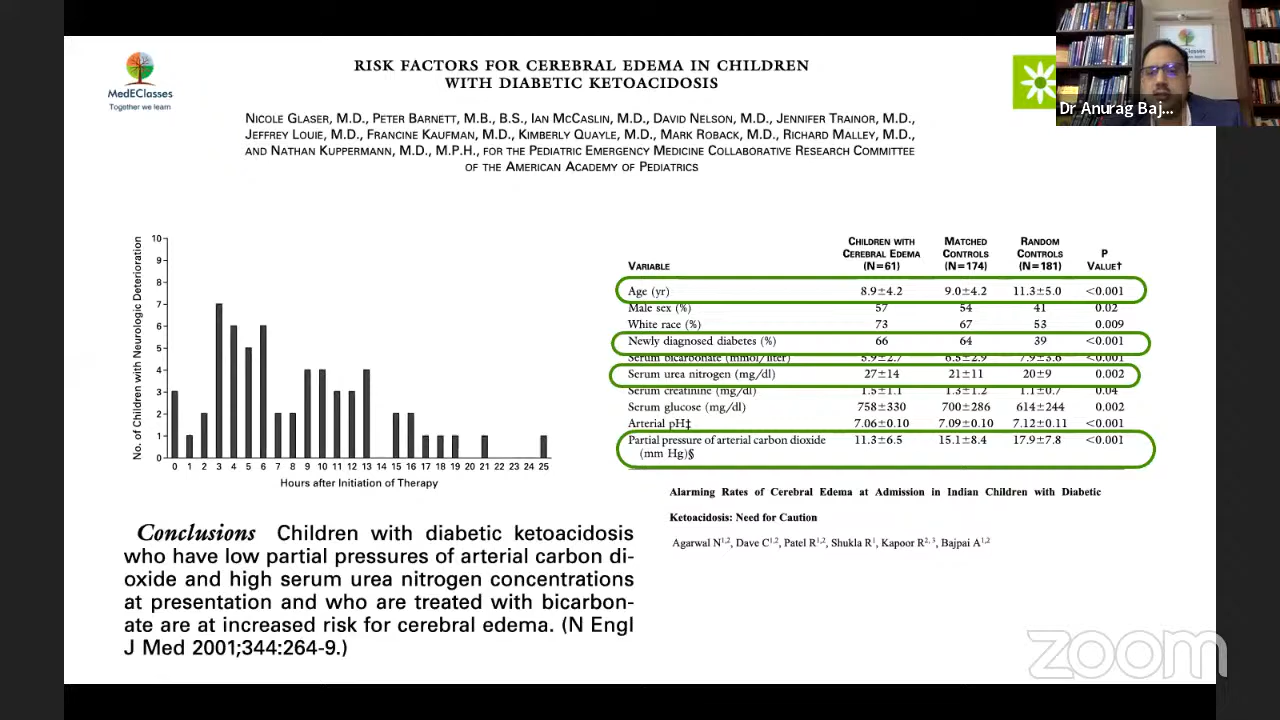 MedEClasses
Together we learn
RISK FACTORS FOR CEREBRAL EDEMA IN CHILDREN
WITH DIABETIC KETOACIDOSIS
Dr Anurag Baj...
NICOLE GLASER, M.D., PETER BARNETT, M.B., B.S., IAN MCCASLIN, M.D., DAVID NELSON, M.D., JENNIFER TRAINOR, M.D.,
JEFFREY LOUIE, M.D., FRANCINE KAUFMAN, M.D., KIMBERLY QUAYLE, M.D., MARK ROBACK, M.D., RICHARD MALLEY, M.D.,
AND NATHAN KUPPERMANN, M.D., M.P.H., FOR THE PEDIATRIC EMERGENCY MEDICINE COLLABORATIVE RESEARCH COMMITTEE
OF THE AMERICAN ACADEMY OF PEDIATRICS
No. of Children with Neurologic Deterioration
10
9
8
7
6
5
4
3
2
1
0
0 1 2 3 4 5 6 7 8 9 10 11 12 13 14 15 16 17 18 19 20 21 22 23 24 25
Hours after Initiation of Therapy
VARIABLE
CHILDREN WITH
CEREBRAL EDEMA
(N=61)
MATCHED
CONTROLS
(N=174)
RANDOM
CONTROLS
(N=181)
P
VALUE†
Age (yr) 8.9±4.2 9.0±4.2 11.3±5.0 <0.001
Male sex (%) 57 54 41 0.02
White race (%) 73 67 53 0.009
Newly diagnosed diabetes (%) 66 64 39 <0.001
Serum bicarbonate (mmol/liter) 5.9±2.7 6.5±2.9 7.9±3.6 <0.001
Serum urea nitrogen (mg/dl) 27±14 21±11 20±9 0.002
Serum creatinine (mg/dl) 1.5±1.1 1.3±1.2 1.1±0.7 0.04
Serum glucose (mg/dl) 758±330 700±286 614±244 0.002
Arterial pH‡ 7.06±0.10 7.09±0.10 7.12±0.11 <0.001
Partial pressure of arterial carbon dioxide 11.3±6.5 15.1±8.4 17.9±7.8 <0.001
(mm Hg)§
Alarming Rates of Cerebral Edema at Admission in Indian Children with Diabetic
Ketoacidosis: Need for Caution
Agarwal N1,2, Dave C1,2, Patel R1,2, Shukla R1, Kapoor R2, 3, Bajpai A1,2
Conclusions Children with diabetic ketoacidosis
who have low partial pressures of arterial carbon di-
oxide and high serum urea nitrogen concentrations
at presentation and who are treated with bicarbon-
ate are at increased risk for cerebral edema. (N Engl
J Med 2001;344:264-9.)
zoom